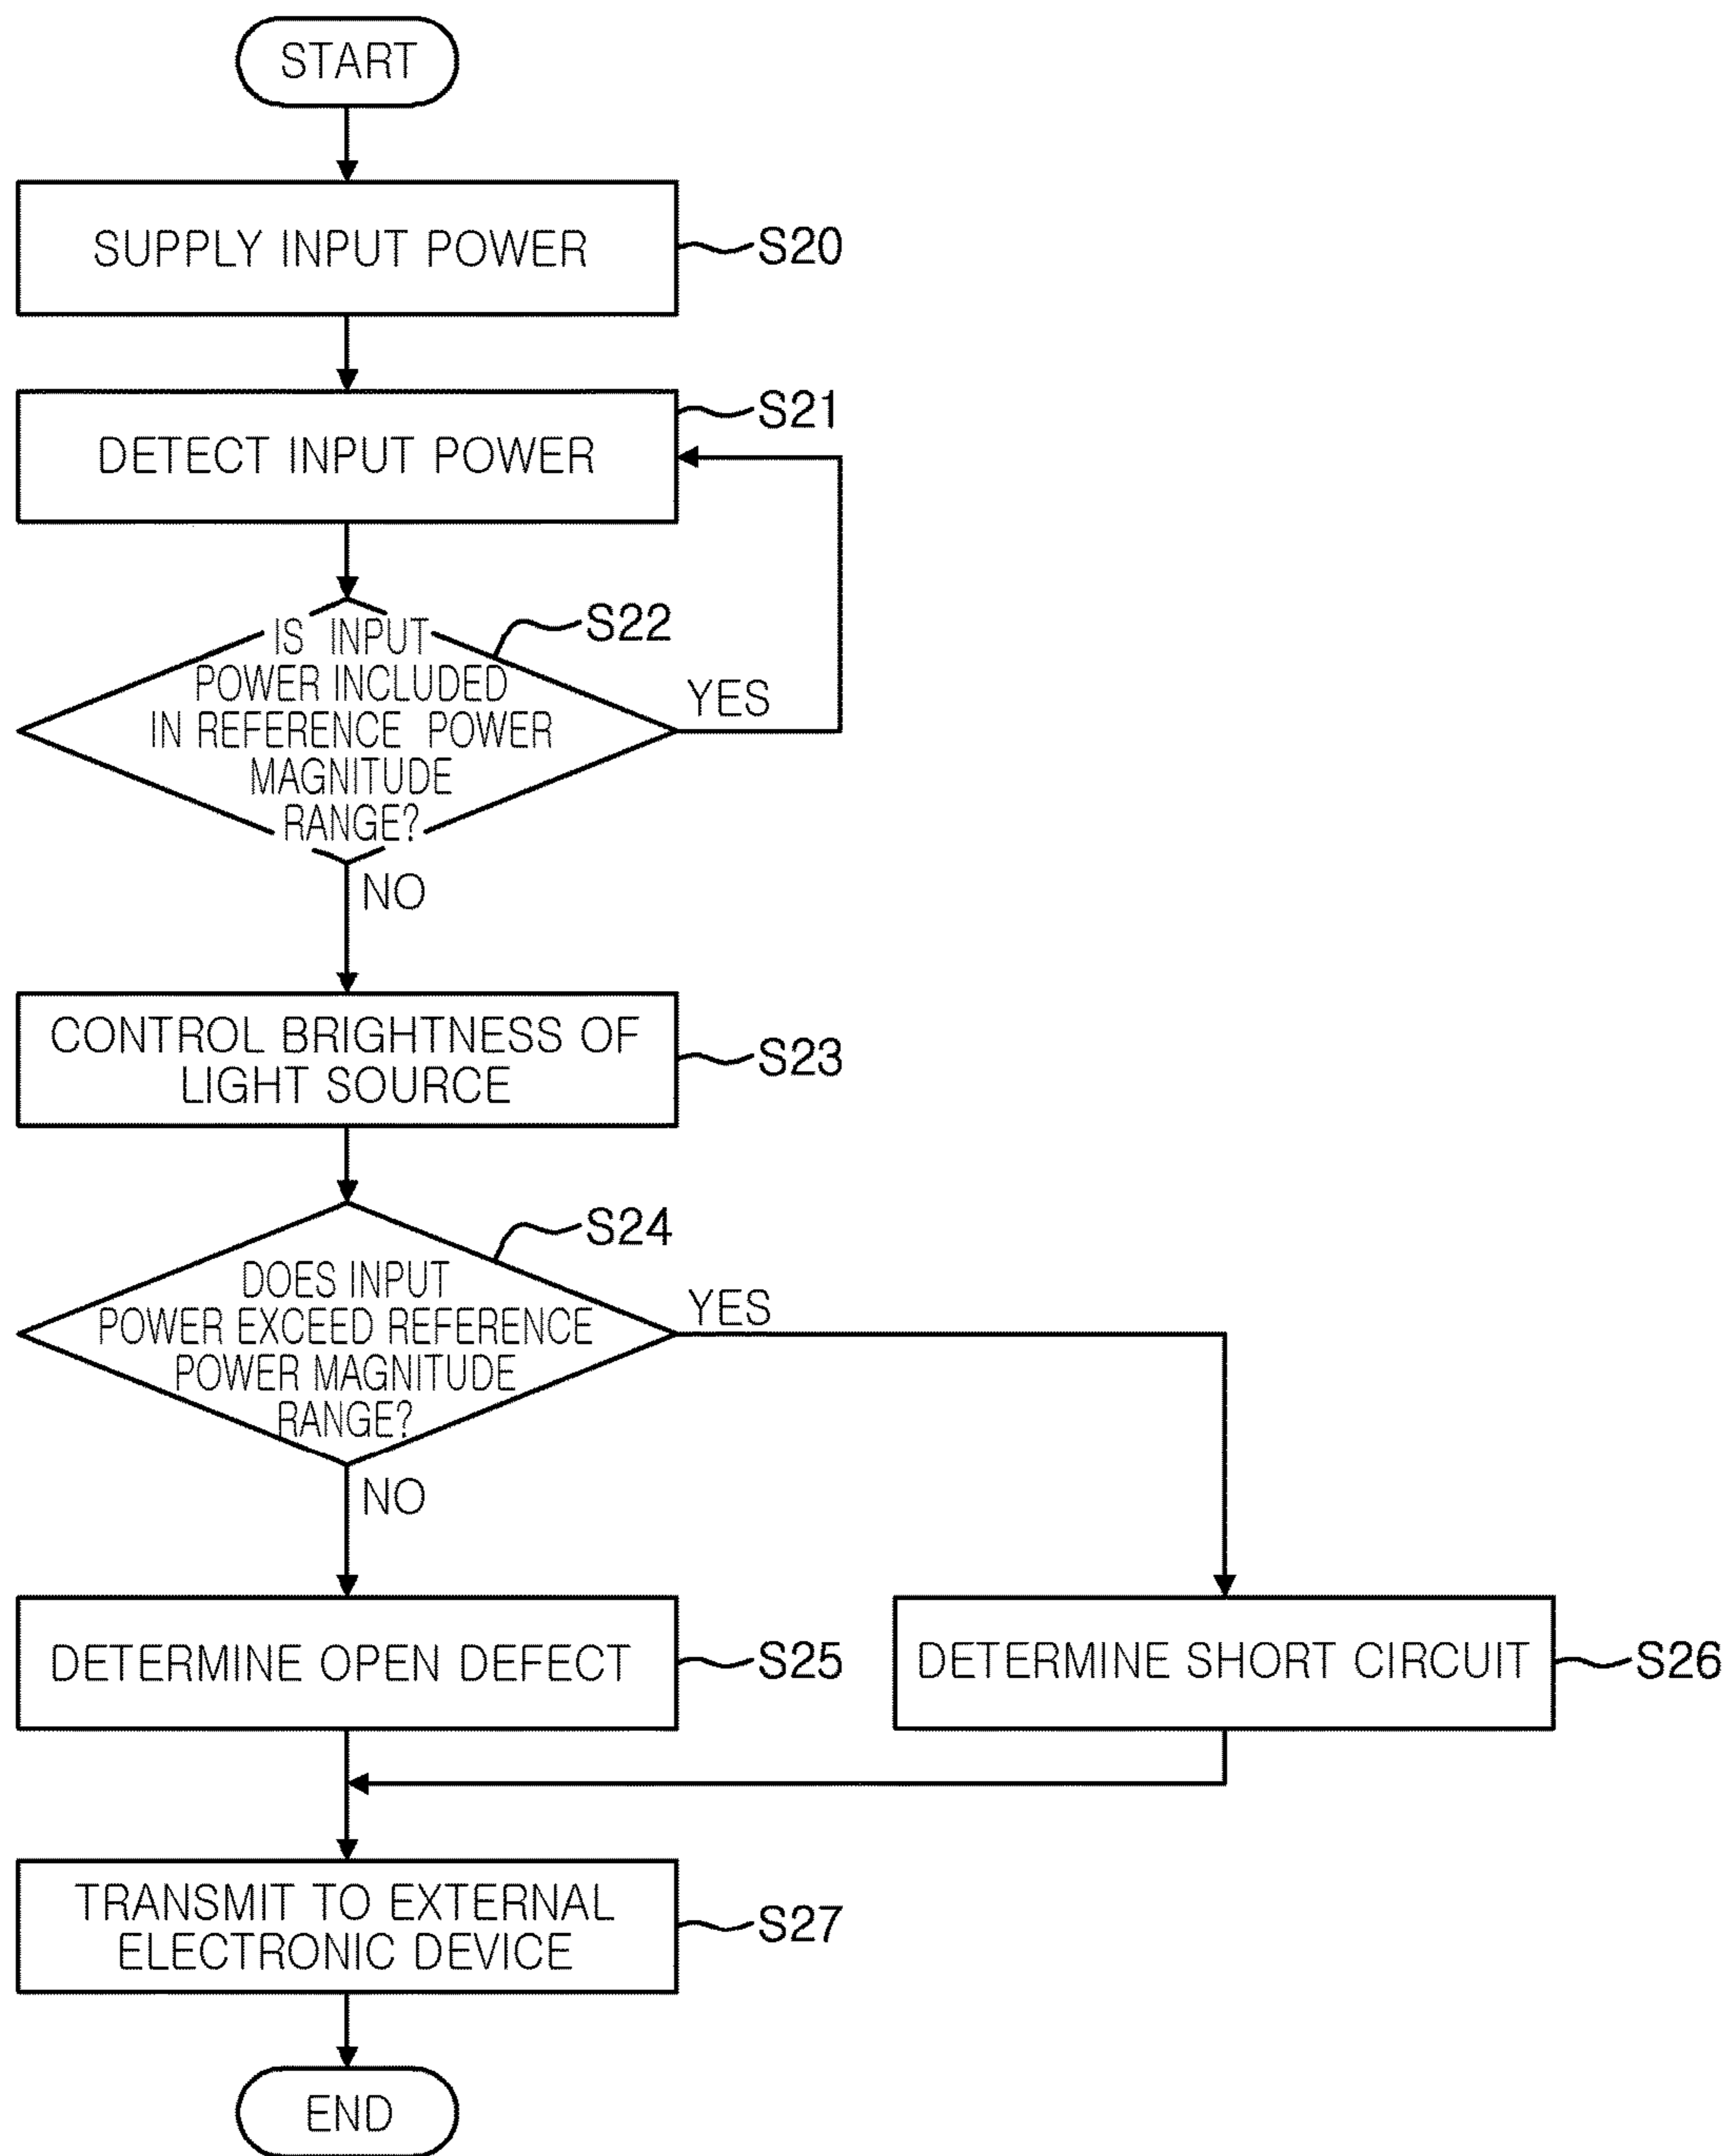 START
SUPPLY INPUT POWER
S20
S21
DETECT INPUT POWER
S22
IS INPUT
POWER INCLUDED
IN REFERENCE POWER
MAGNITUDE
RANGE?
YES
NO
CONTROL BRIGHTNESS OF
LIGHT SOURCE
S23
S24
DOES INPUT
POWER EXCEED REFERENCE
POWER MAGNITUDE
RANGE?
YES
NO
DETERMINE OPEN DEFECT
S25
DETERMINE SHORT CIRCUIT
S26
TRANSMIT TO EXTERNAL
ELECTRONIC DEVICE
S27
END